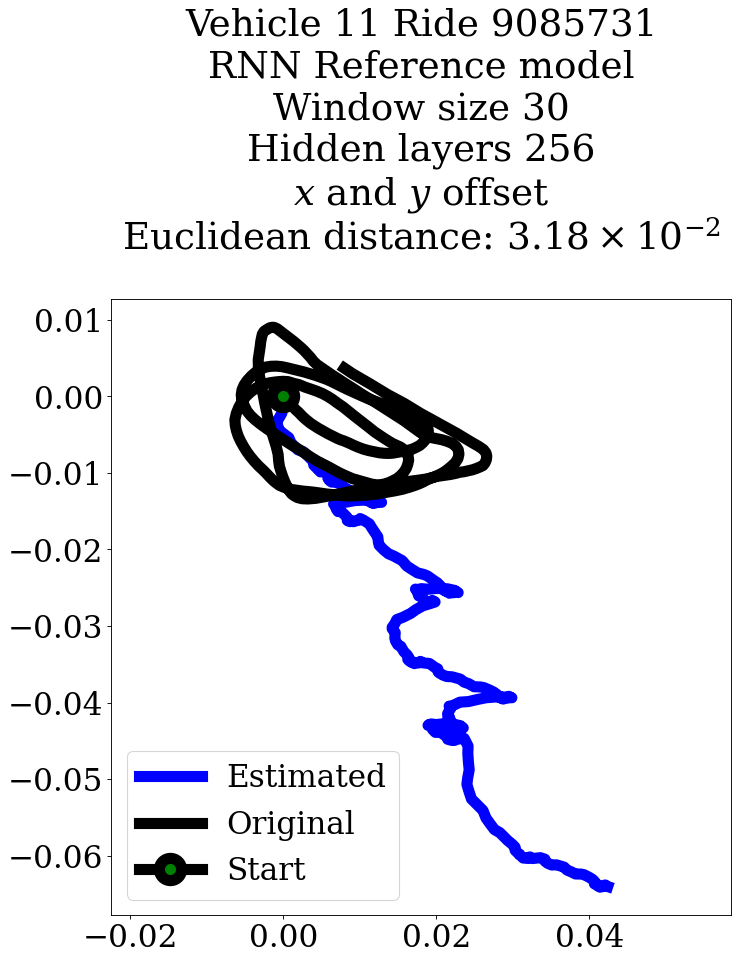 Vehicle 11 Ride 9085731
RNN Reference model
Window size 30
Hidden layers 256
x and y offset
Euclidean distance: 3.18 × 10⁻²
0.01
0.00
−0.01
−0.02
−0.03
−0.04
−0.05
−0.06
Estimated
Original
Start
−0.02
0.00
0.02
0.04